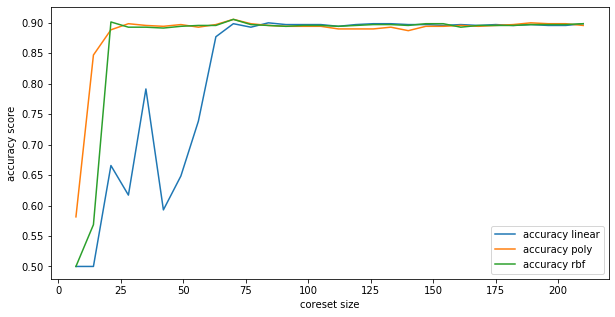 0.90
0.85
0.80
0.75
0.70
0.65
0.60
0.55
0.50
accuracy score
0 25 50 75 100 125 150 175 200
coreset size
accuracy linear
accuracy poly
accuracy rbf